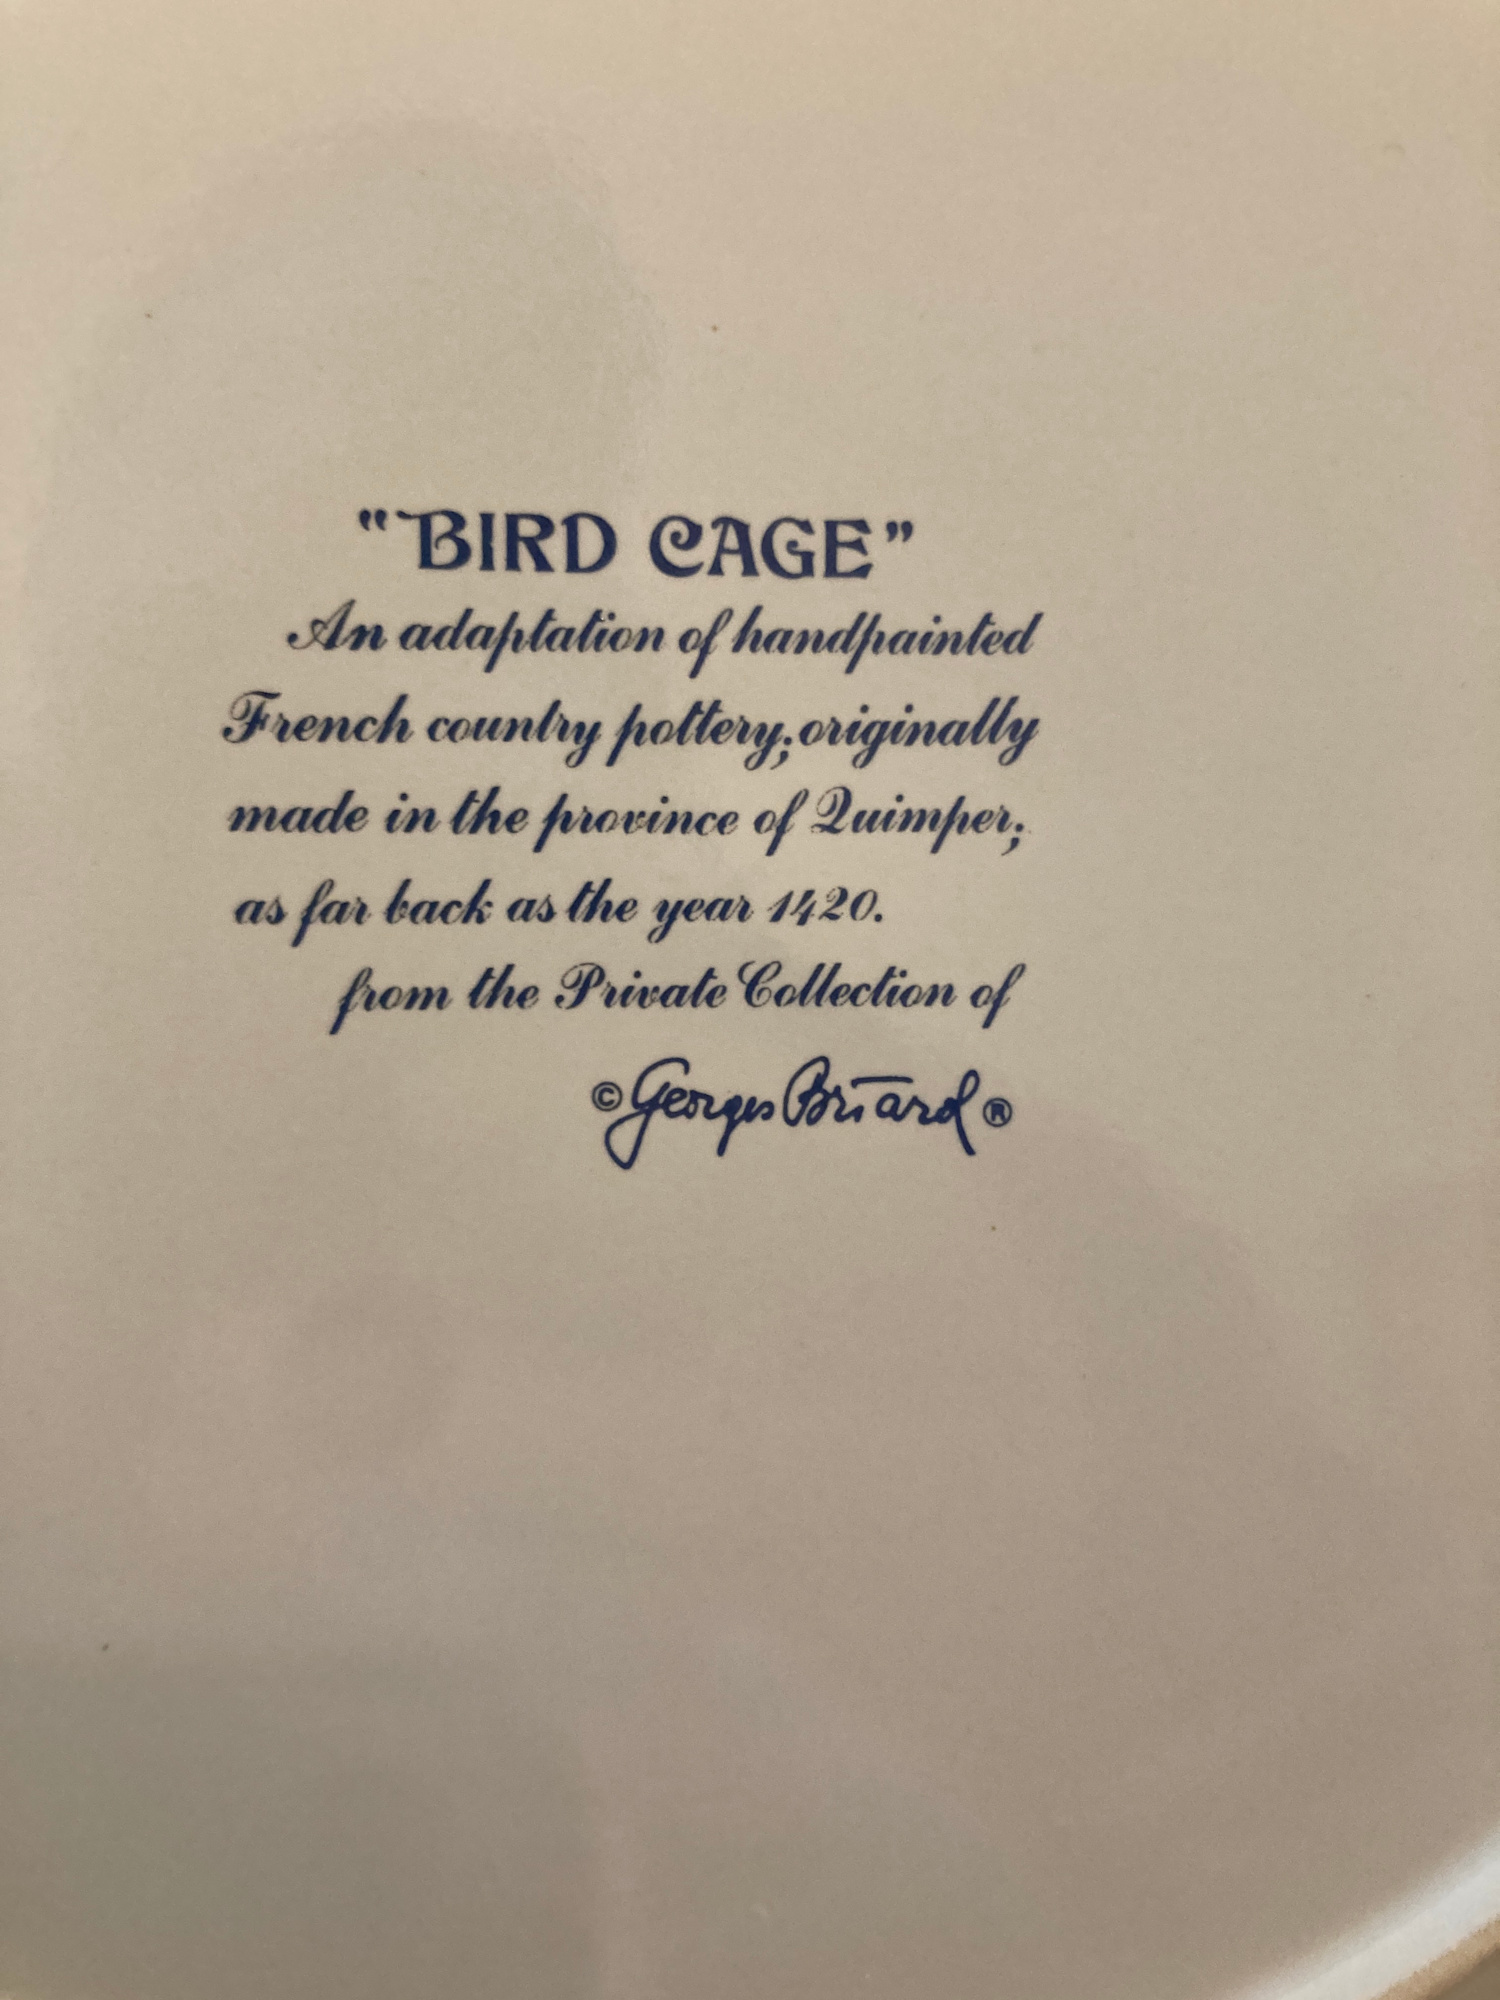 "BIRD CAGE"
An adaptation of handpainted
French country pottery; originally
made in the province of Quimper;
as far back as the year 1420.
from the Private Collection of
© Georges Briard ®